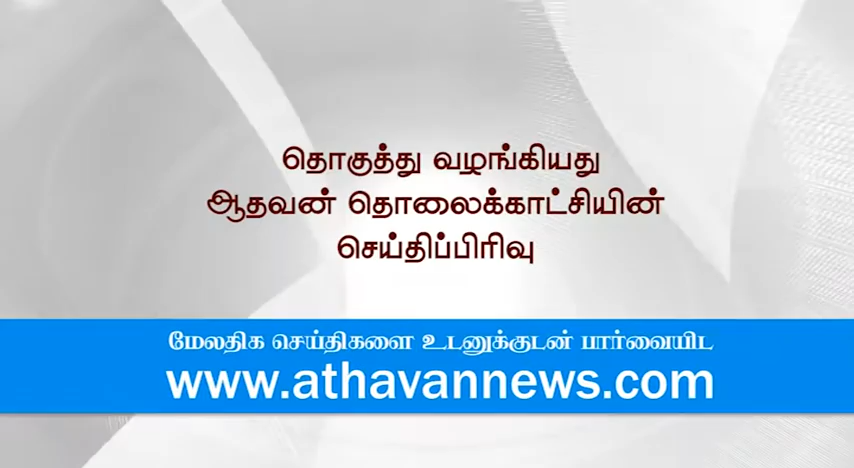 தொகுத்து வழங்கியது
ஆதவன் தொலைக்காட்சியின்
செய்திப்பிரிவு
மேலதிக செய்திகளை உடனுக்குடன் பார்வையிட
www.athavannews.com